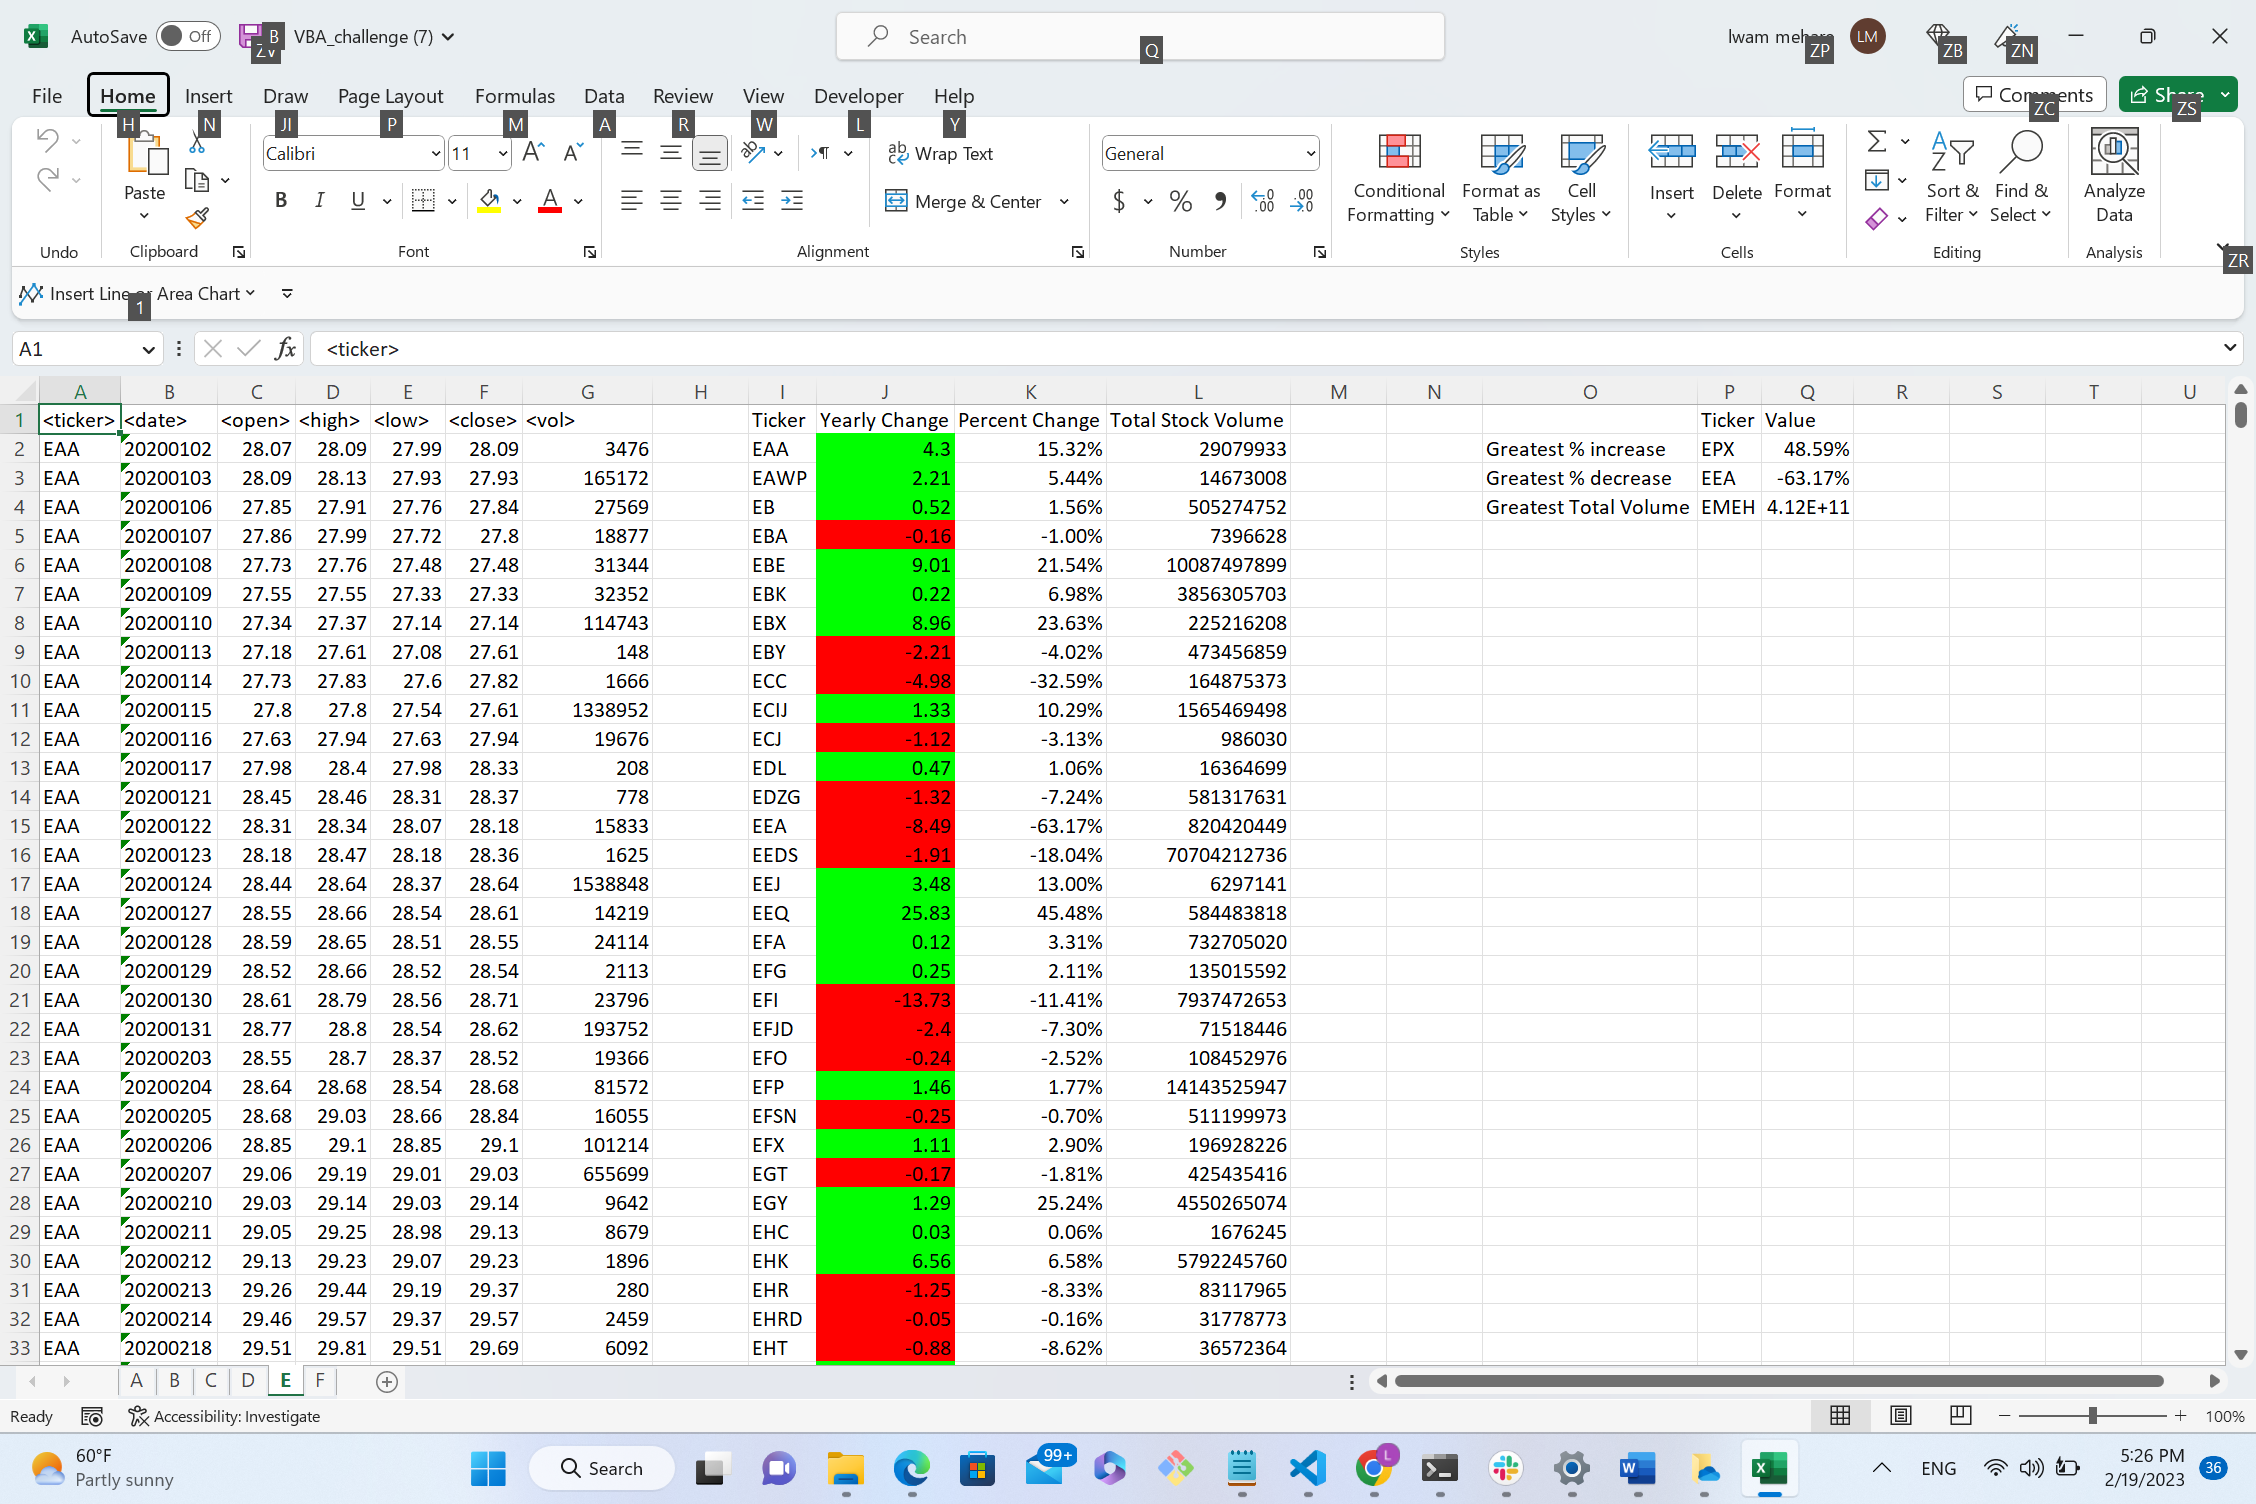 AutoSave Off B ZV VBA_challenge (7) Search Q lwam mehare ZP LM ZB ZN
File Home Insert Draw Page Layout Formulas Data Review View Developer Help Comments Share
H N JI P M A R W L Y ZC ZS
Paste Calibri 11 Wrap Text General Conditional Formatting Format as Table Cell Styles Insert Delete Format Sort & Filter Find & Select Analyze Data
B I U Merge & Center $ %
Undo Clipboard Font Alignment Number Styles Cells Editing Analysis ZR
Insert Line or Area Chart 1
A1 fx <ticker>
A B C D E F G H I J K L M N O P Q R S T U
1 <ticker> <date> <open> <high> <low> <close> <vol> Ticker Yearly Change Percent Change Total Stock Volume Ticker Value
2 EAA 20200102 28.07 28.09 27.99 28.09 3476 EAA 4.3 15.32% 29079933 Greatest % increase EPX 48.59%
3 EAA 20200103 28.09 28.13 27.93 27.93 165172 EAWP 2.21 5.44% 14673008 Greatest % decrease EEA -63.17%
4 EAA 20200106 27.85 27.91 27.76 27.84 27569 EB 0.52 1.56% 505274752 Greatest Total Volume EMEH 4.12E+11
5 EAA 20200107 27.86 27.99 27.72 27.8 18877 EBA -0.16 -1.00% 7396628
6 EAA 20200108 27.73 27.76 27.48 27.48 31344 EBE 9.01 21.54% 10087497899
7 EAA 20200109 27.55 27.55 27.33 27.33 32352 EBK 0.22 6.98% 3856305703
8 EAA 20200110 27.34 27.37 27.14 27.14 114743 EBX 8.96 23.63% 225216208
9 EAA 20200113 27.18 27.61 27.08 27.61 148 EBY -2.21 -4.02% 473456859
10 EAA 20200114 27.73 27.83 27.6 27.82 1666 ECC -4.98 -32.59% 164875373
11 EAA 20200115 27.8 27.8 27.54 27.61 1338952 ECIJ 1.33 10.29% 1565469498
12 EAA 20200116 27.63 27.94 27.63 27.94 19676 ECJ -1.12 -3.13% 986030
13 EAA 20200117 27.98 28.4 27.98 28.33 208 EDL 0.47 1.06% 16364699
14 EAA 20200121 28.45 28.46 28.31 28.37 778 EDZG -1.32 -7.24% 581317631
15 EAA 20200122 28.31 28.34 28.07 28.18 15833 EEA -8.49 -63.17% 820420449
16 EAA 20200123 28.18 28.47 28.18 28.36 1625 EEDS -1.91 -18.04% 70704212736
17 EAA 20200124 28.44 28.64 28.37 28.64 1538848 EEJ 3.48 13.00% 6297141
18 EAA 20200127 28.55 28.66 28.54 28.61 14219 EEQ 25.83 45.48% 584483818
19 EAA 20200128 28.59 28.65 28.51 28.55 24114 EFA 0.12 3.31% 732705020
20 EAA 20200129 28.52 28.66 28.52 28.54 2113 EFG 0.25 2.11% 135015592
21 EAA 20200130 28.61 28.79 28.56 28.71 23796 EFI -13.73 -11.41% 7937472653
22 EAA 20200131 28.77 28.8 28.54 28.62 193752 EFJD -2.4 -7.30% 71518446
23 EAA 20200203 28.55 28.7 28.37 28.52 19366 EFO -0.24 -2.52% 108452976
24 EAA 20200204 28.64 28.68 28.54 28.68 81572 EFP 1.46 1.77% 14143525947
25 EAA 20200205 28.68 29.03 28.66 28.84 16055 EFSN -0.25 -0.70% 511199973
26 EAA 20200206 28.85 29.1 28.85 29.1 101214 EFX 1.11 2.90% 196928226
27 EAA 20200207 29.06 29.19 29.01 29.03 655699 EGT -0.17 -1.81% 425435416
28 EAA 20200210 29.03 29.14 29.03 29.14 9642 EGY 1.29 25.24% 4550265074
29 EAA 20200211 29.05 29.25 28.98 29.13 8679 EHC 0.03 0.06% 1676245
30 EAA 20200212 29.13 29.23 29.07 29.23 1896 EHK 6.56 6.58% 5792245760
31 EAA 20200213 29.26 29.44 29.19 29.37 280 EHR -1.25 -8.33% 83117965
32 EAA 20200214 29.46 29.57 29.37 29.57 2459 EHRD -0.05 -0.16% 31778773
33 EAA 20200218 29.51 29.81 29.51 29.69 6092 EHT -0.88 -8.62% 36572364
A B C D E F
Ready Accessibility: Investigate 100%
60°F
Partly sunny
Search 99+ L ENG
5:26 PM
2/19/2023
36